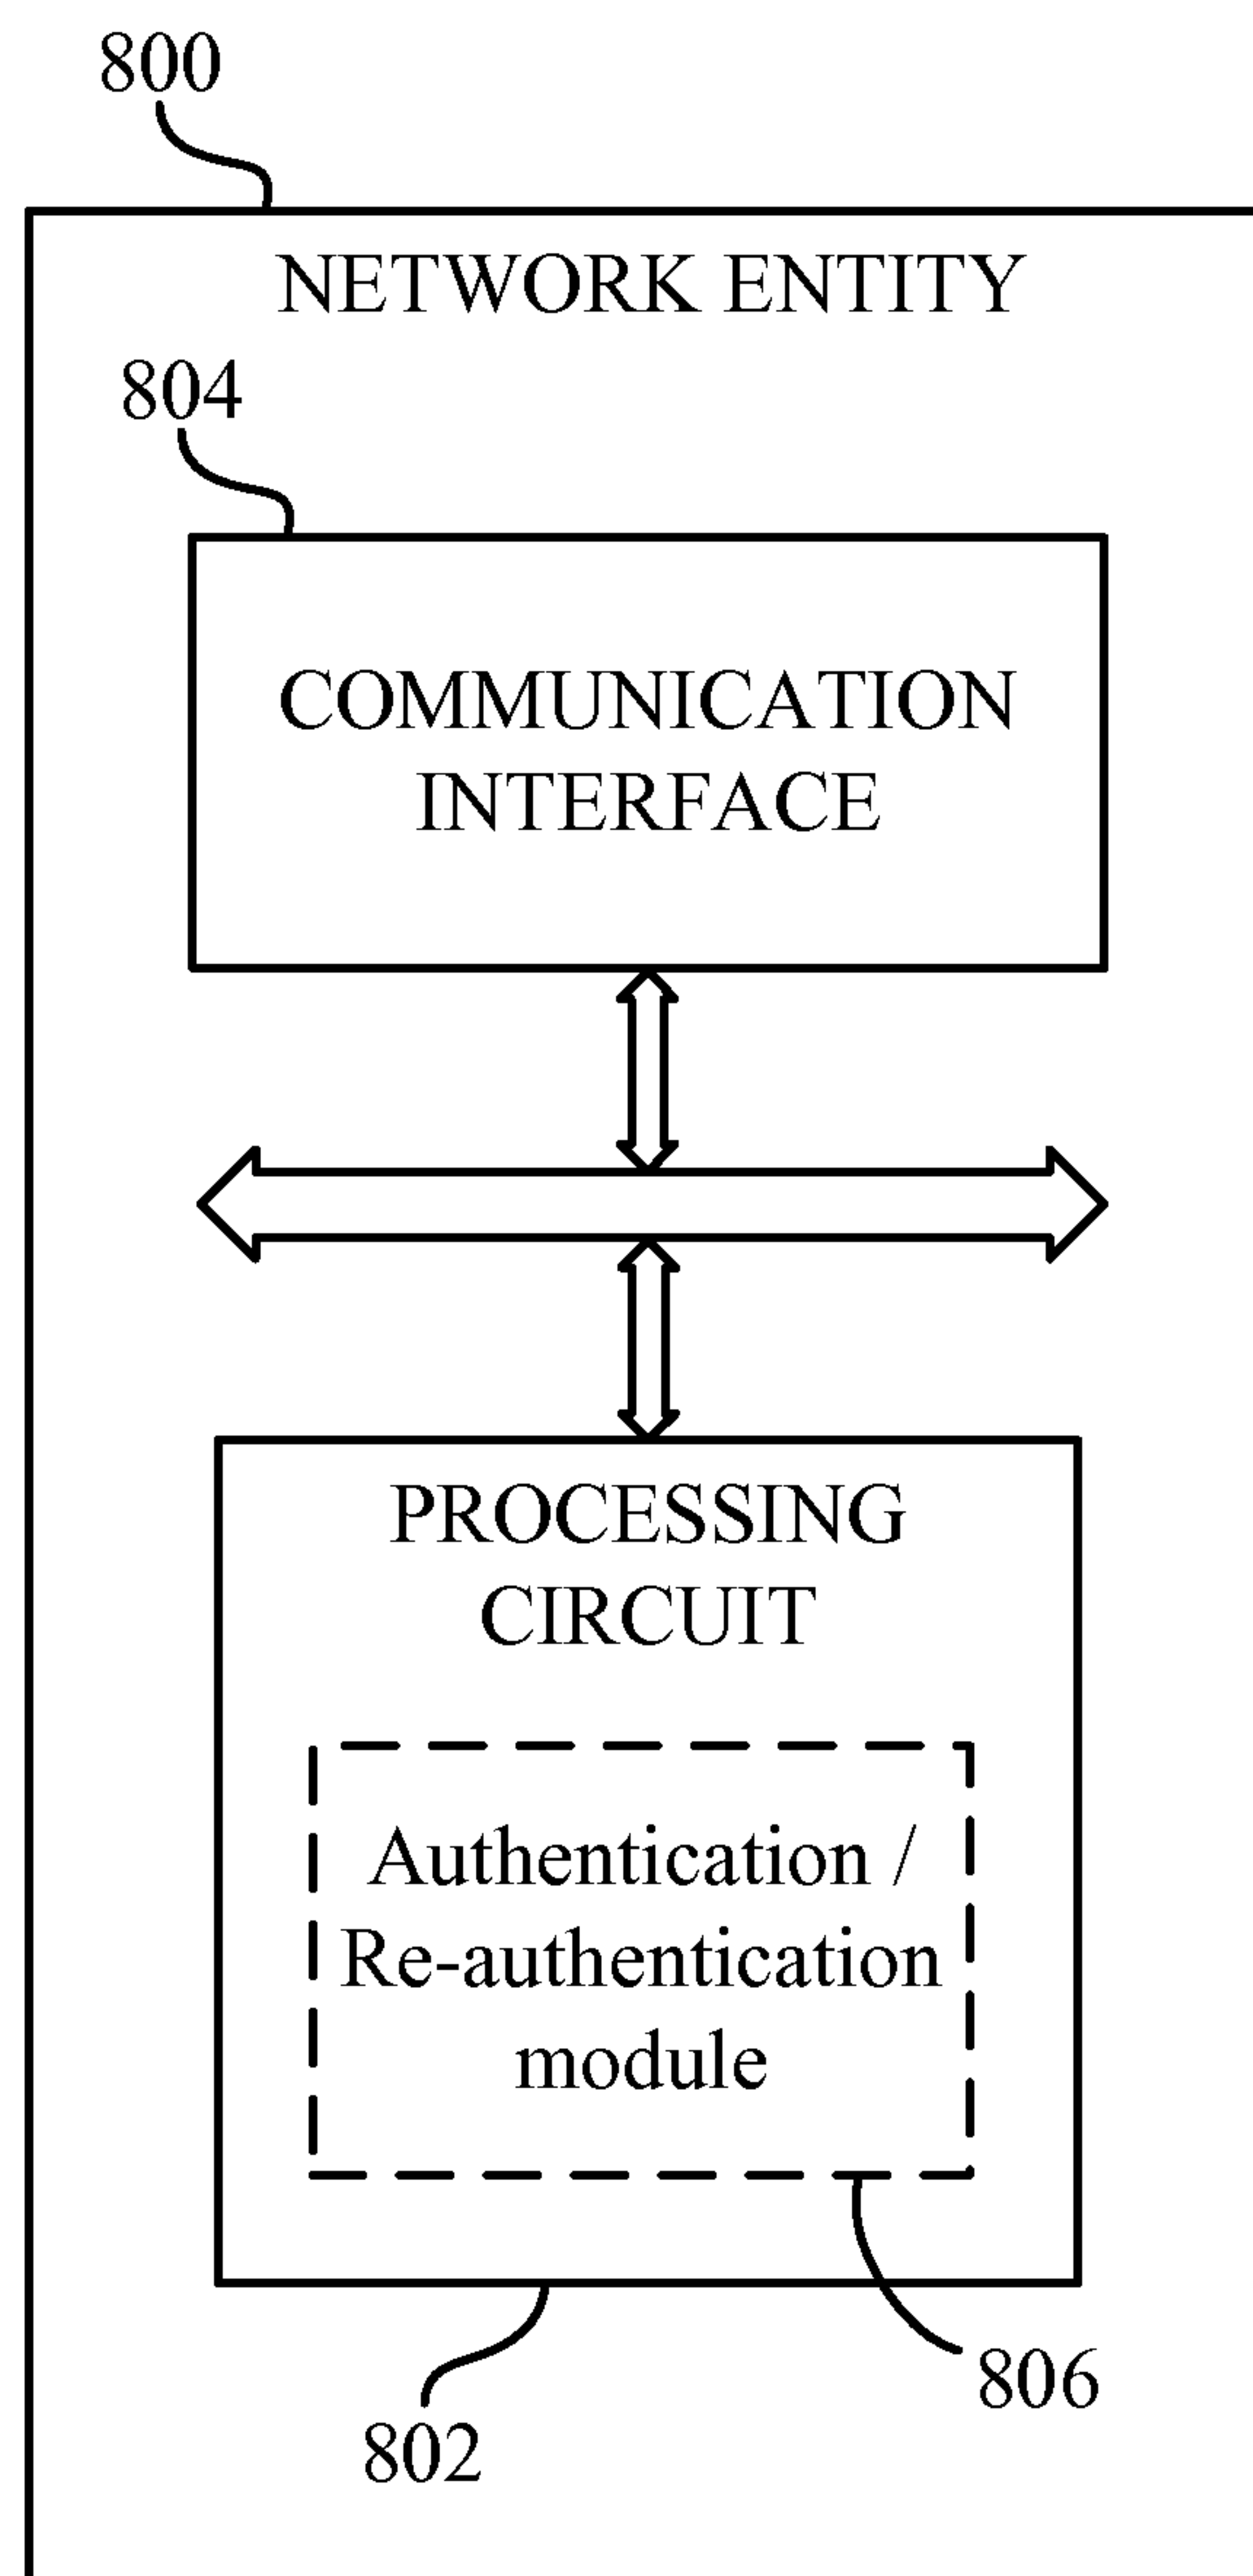 800
NETWORK ENTITY
804
COMMUNICATION
INTERFACE
PROCESSING
CIRCUIT
Authentication /
Re-authentication
module
806
802